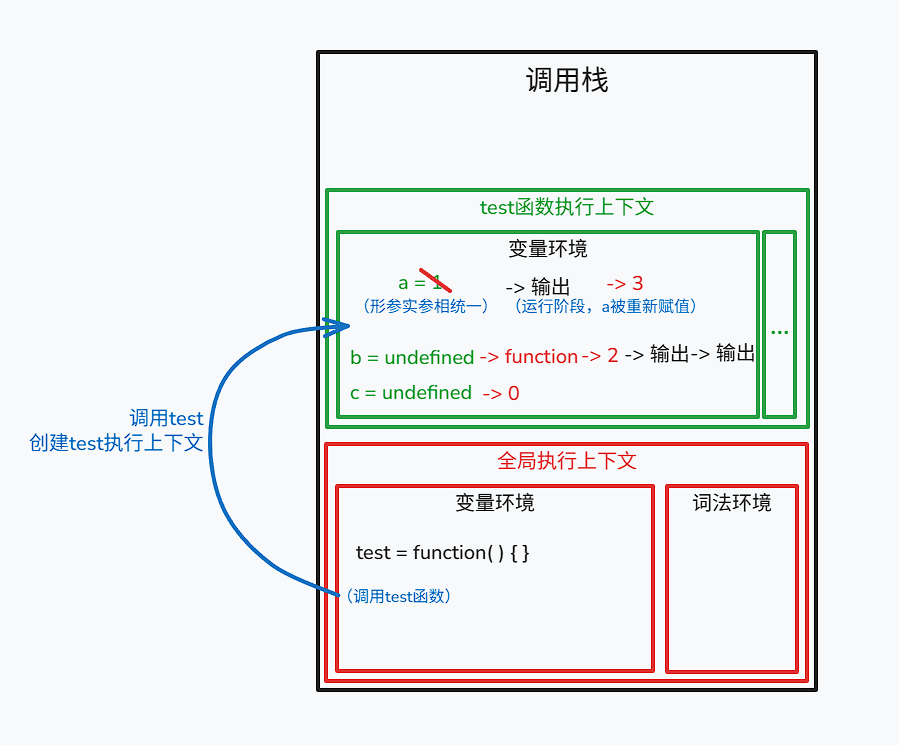 调用栈
test函数执行上下文
变量环境
a = 1 -> 输出 -> 3
（形参实参相统一） （运行阶段，a被重新赋值）
...
b = undefined -> function -> 2 -> 输出-> 输出
c = undefined -> 0
调用test
创建test执行上下文
全局执行上下文
变量环境
词法环境
test = function( ) { }
（调用test函数）